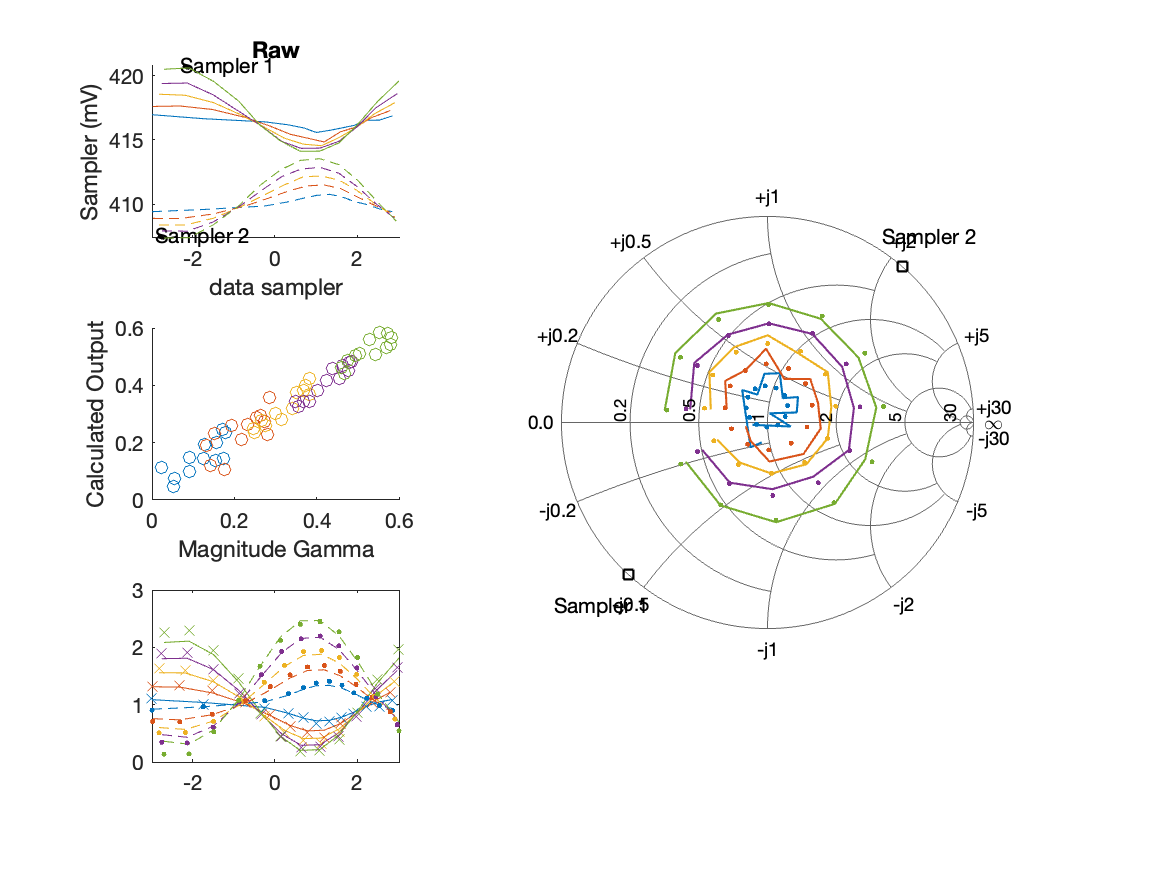 Raw
Sampler 1
420
415
410
Sampler (mV)
Sampler 2
-2
0
2
data sampler
0.6
0.4
0.2
0
Calculated Output
0
0.2
0.4
0.6
Magnitude Gamma
3
2
1
0
-2
0
2
+j1
+j0.5
Sampler 2
+j2
+j0.2
+j5
0.0
0.2
0.5
1
2
5
30
+j30
∞
-j30
-j0.2
-j5
Sampler 1
-j0.5
-j2
-j1